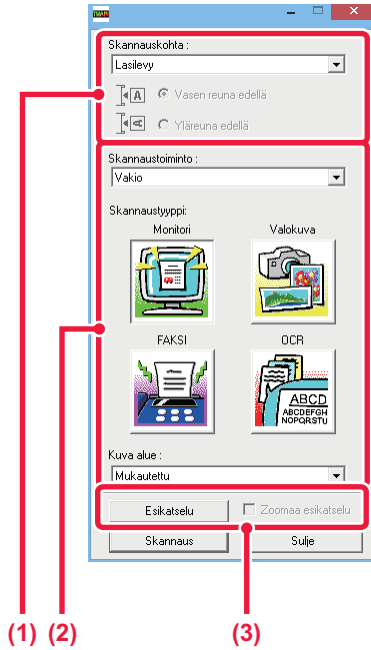 TWAIN
Skannauskohta :
Lasilevy
A Vasen reuna edellä
A Yläreuna edellä
Skannaustoiminto :
Vakio
Skannaustyyppi:
Monitori Valokuva
FAKSI OCR
ABCD
ABCDEFGH
NOPQRSTU
Kuva alue :
Mukautettu
Esikatselu Zoomaa esikatselu
Skannaus Sulje
(1) (2) (3)